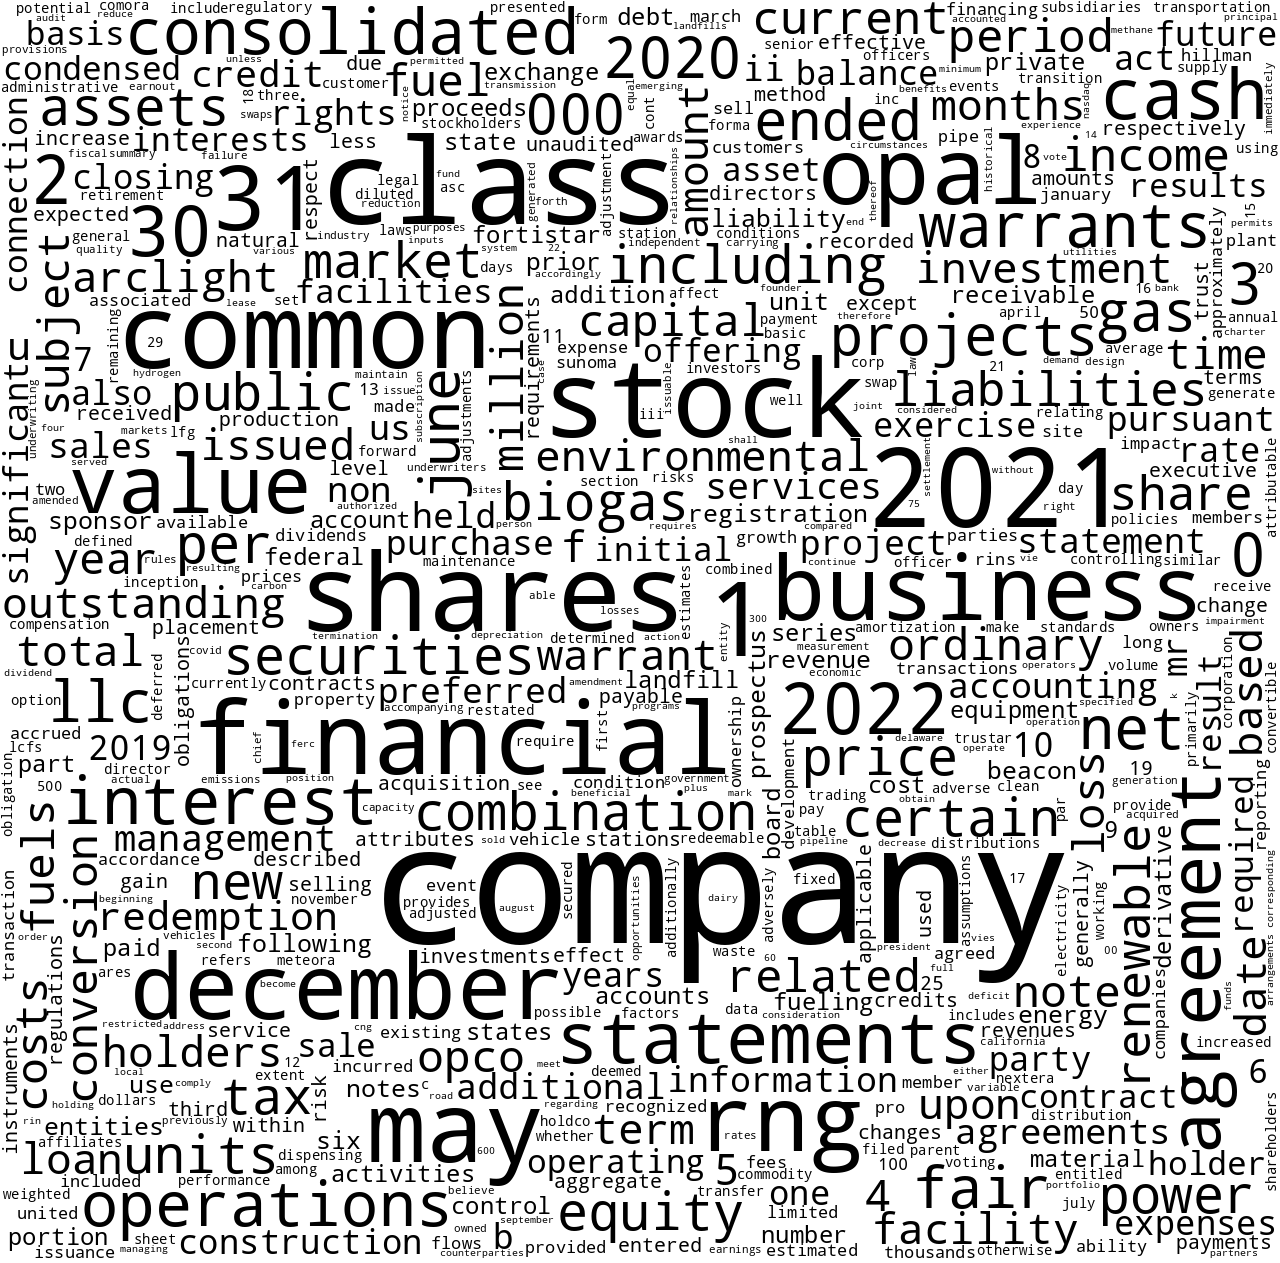 potential comora include regulatory presented form debt march current financing subsidiaries transportation
audit reduce landfills accounted principal
basis consolidated senior effective period methane future
provisions unless 2020 officers
condensed credit due permitted fuel exchange ii balance private act hillman
administrative earnout customer transmission equal emerging method minimum benefits events transition supply
assets 18 three notice proceeds 000 cont sell inc nasdaq cash immediately
swaps rights stockholders forma ended months experience 14 respectively
increase interests less state unaudited awards amount customers pipe circumstances historical vote using
connection fiscal summary failure class fund generated relationships asset opal 8 income
2 closing 31 respect legal asc forth adjustment directors amounts results
retirement diluted liability end thereof january 15
expected 30 reduction conditions warrants permits
general natural industry laws purposes fortistar station independent carrying recorded utilities approximately plant
quality various inputs system 22 prior including 20
subject arclight market days accordingly investment trust 3
associated lease set facilities addition affect founder unit except receivable 16 bank annual
remaining common million requirements 11 capital payment basic therefore april 50 gas charter
29 expense offering projects average time
7 hydrogen case sunoma investors corp law demand design
significant also public maintain 13 issue june stock issuable iii well swap 21 liabilities terms generate
underwriting received production made subscription adjustments joint considered relating pursuant
four markets lfg issued us forward exercise site
sales served level underwriters shall environmental settlement without impact rate
two value non sites section risks 2021 day executive attributable
amended authorized biogas services 75 right share
sponsor available account held person requires registration policies members
defined dividends compared growth project parties statement
year rules per federal purchase f initial continue officer rins vie controlling similar 0
inception resulting prices maintenance combined receive
outstanding carbon shares able losses estimates 1 300 business change
compensation placement termination depreciation determined action entity series amortization make standards owners impairment
total covid securities warrant measurement revenue ordinary long mr
dividend deferred obligations currently contracts amendment landfill prospectus economic transactions operators volume result corporation based convertible
option llc property preferred payable 2022 accounting k
accompanying restated programs first ownership equipment specified primarily
accrued financial require delaware operation net
lcfs 2019 chief ferc price operate trustar 10
part director actual emissions position acquisition see condition government development beacon 19 generation
obligation 500 interest capacity beneficial plus mark cost adverse clean loss provide reporting
fuels combination board trading obtain par acquired
management attributes sold vehicle stations redeemable table pay certain 9 required
conversion accordance described pipeline decrease distributions renewable agreement
transaction gain event company secured additionally fixed 17 generally derivative
beginning new selling provides august opportunities dairy adversely applicable used assumptions electricity working date corresponding
redemption november adjusted arrangements
order vehicles second following president vies
paid refers meteora investments effect waste agreed 00
regulations ares december become years 60 related full 25 deficit note companies funds
costs restricted address accounts fueling credits includes energy
instruments service cng existing states possible factors data consideration revenues california increased
holders 12 sale statements party
local incurred opco meet deemed either nextera 6
use comply extent risk notes c additional information member variable
holding dollars tax road contract
rin third previously within may regarding recognized rng pro upon distribution shareholders
entities holdco term changes agreements
affiliates six 600 whether rates filed parent
loan units dispensing operating 5 fees 100 voting material holder
included among activities commodity entitled
weighted performance believe aggregate transfer one 4 fair portfolio power
united operations control september equity limited july
portion sheet owned b number facility expenses
issuance managing construction flows counterparties provided entered earnings estimated thousands otherwise ability payments partners